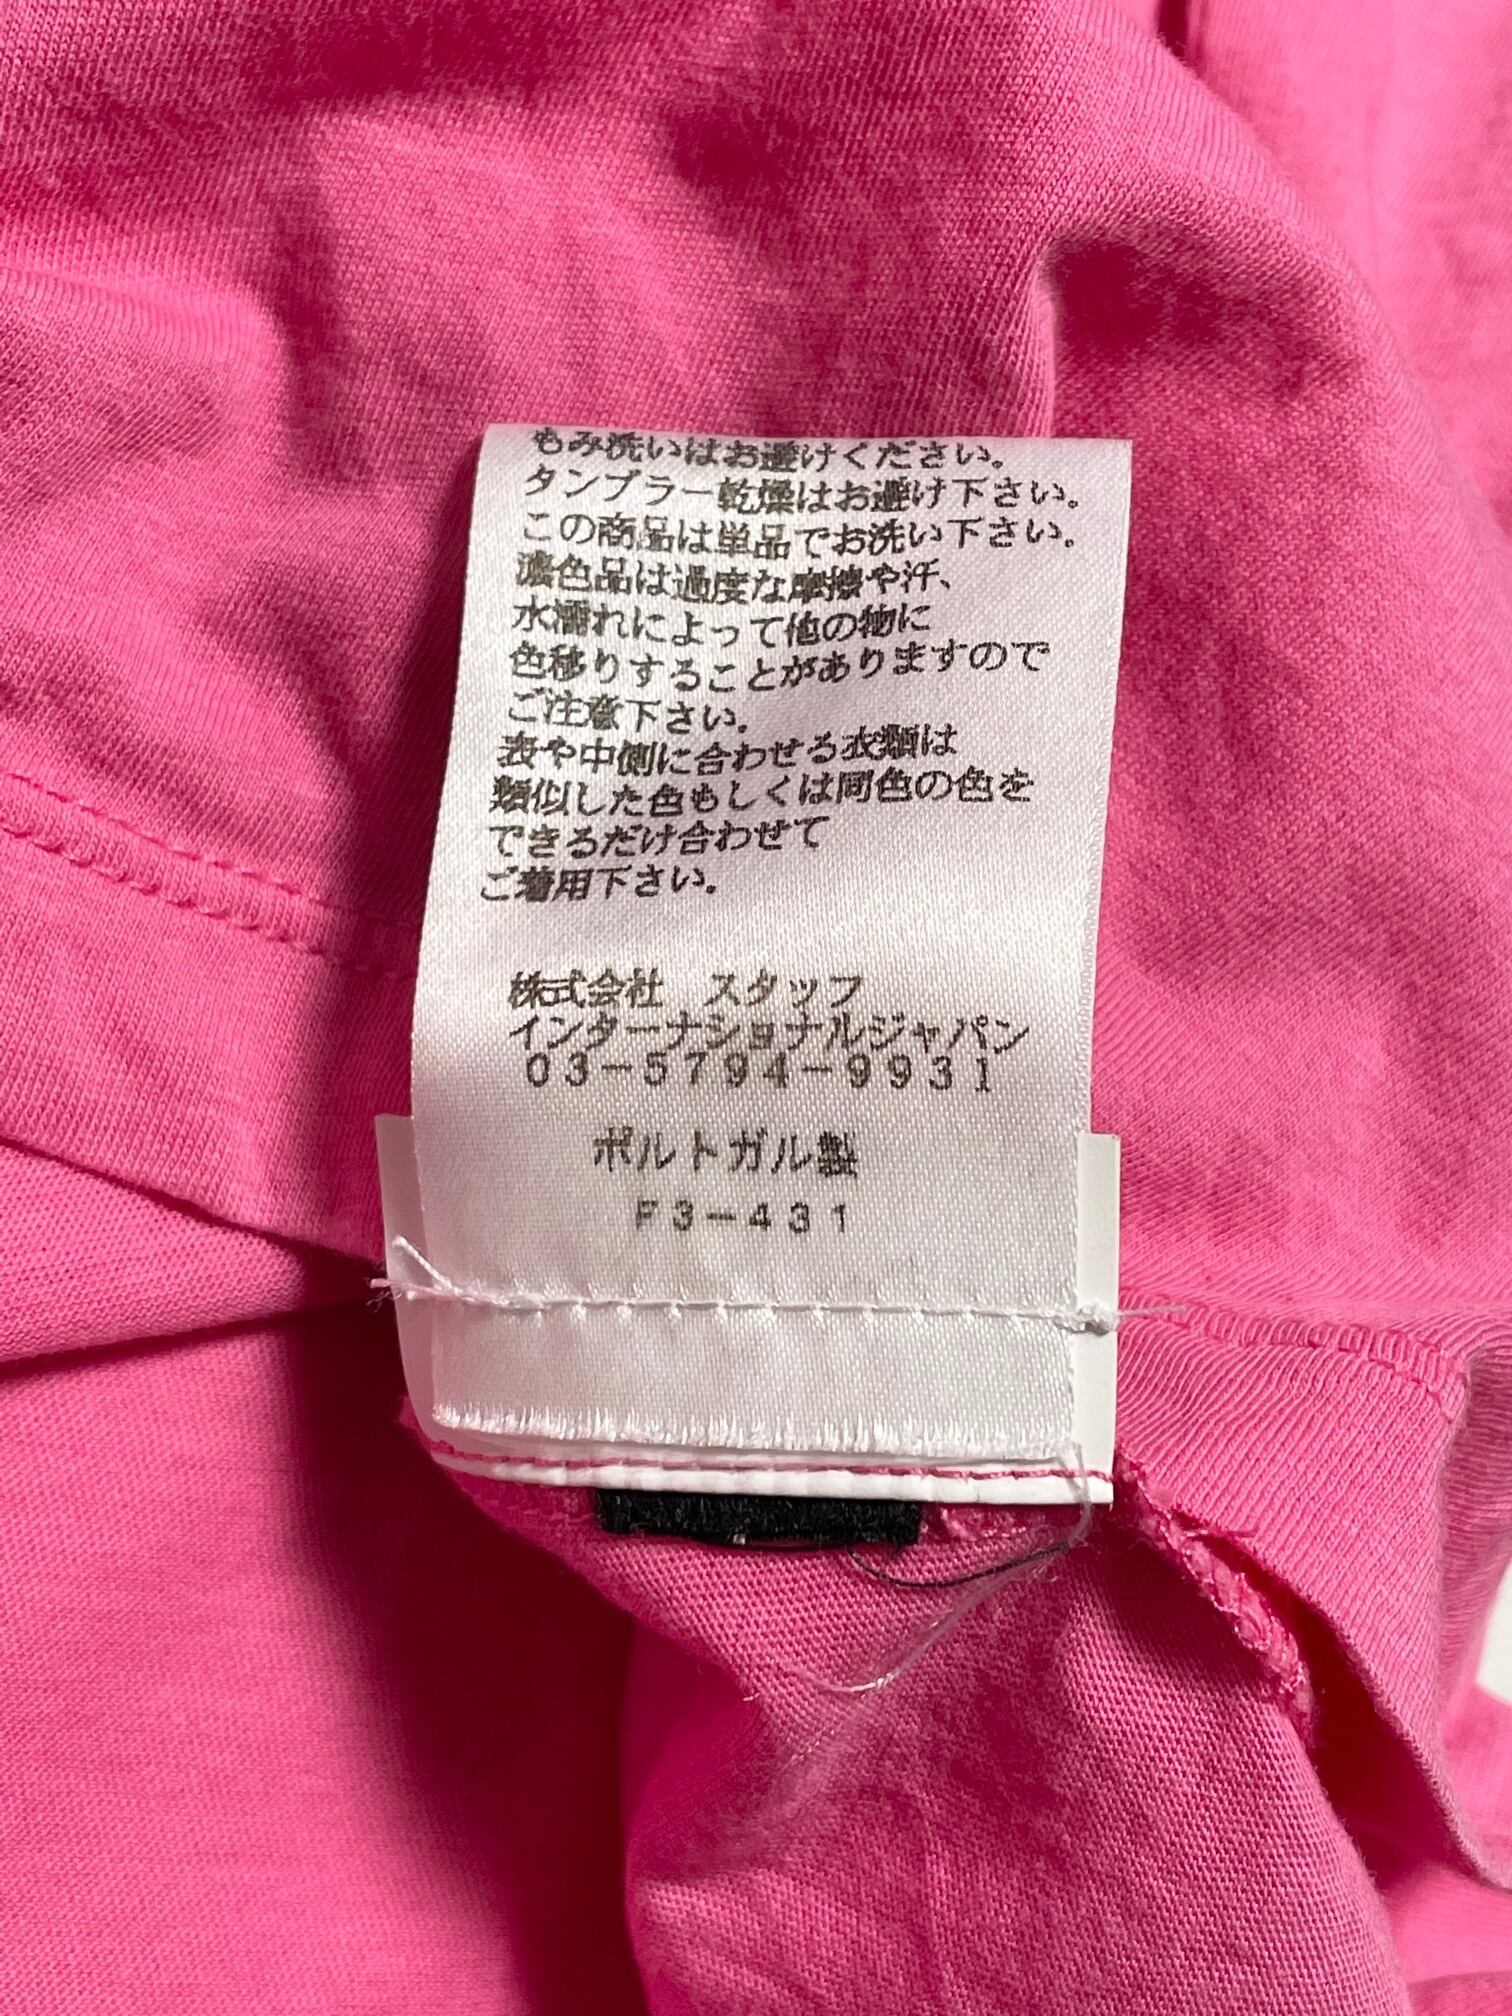 もみ洗いはお避けください。
タンブラー乾燥はお避け下さい。
この商品は単品でお洗い下さい。
濃色品は過度な摩擦や汗、
水濡れによって他の物に
色移りすることがありますので
ご注意下さい。
表や中側に合わせる衣類は
類似した色もしくは同色の色を
できるだけ合わせて
ご着用下さい。
株式会社　スタッフ
インターナショナルジャパン
03-5794-9931
ポルトガル製
F3-431